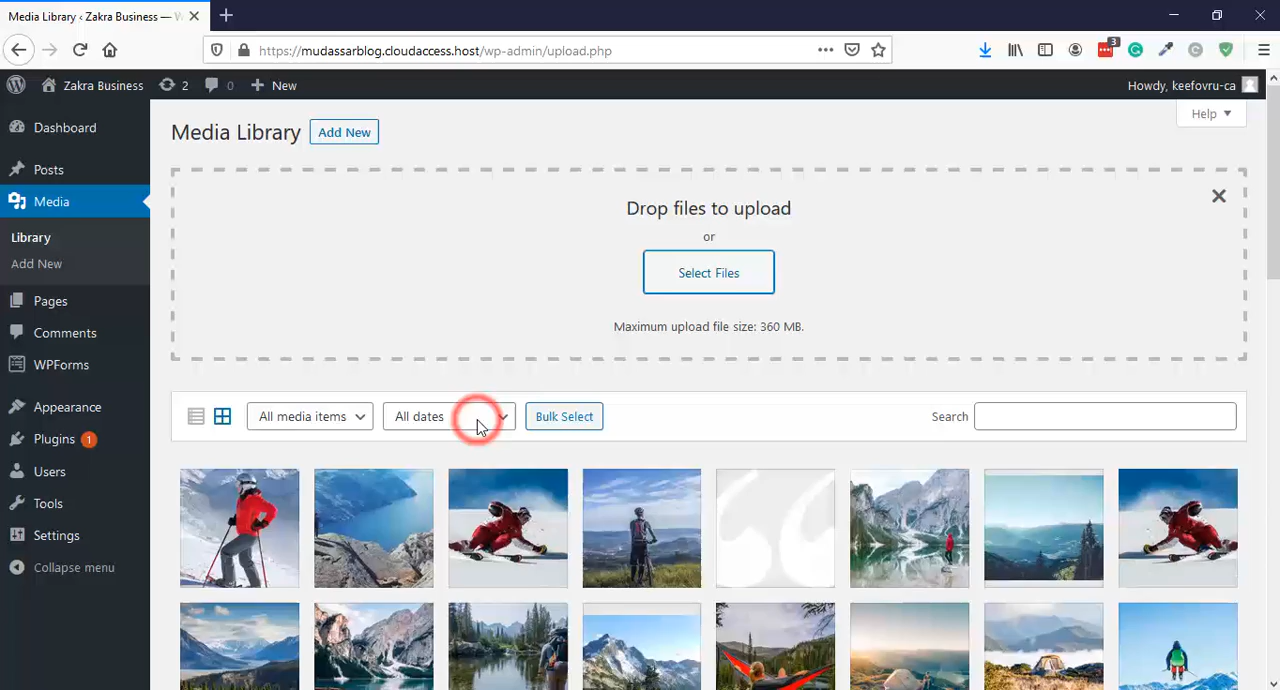 Media Library ‹ Zakra Business — W
https://mudassarblog.cloudaccess.host/wp-admin/upload.php
3
Zakra Business
2
0
New
Howdy, keefovru-ca
Dashboard
Posts
Media
Library
Add New
Pages
Comments
WPForms
Appearance
Plugins 1
Users
Tools
Settings
Collapse menu
Help
Media Library
Add New
Drop files to upload
or
Select Files
Maximum upload file size: 360 MB.
All media items
All dates
Bulk Select
Search